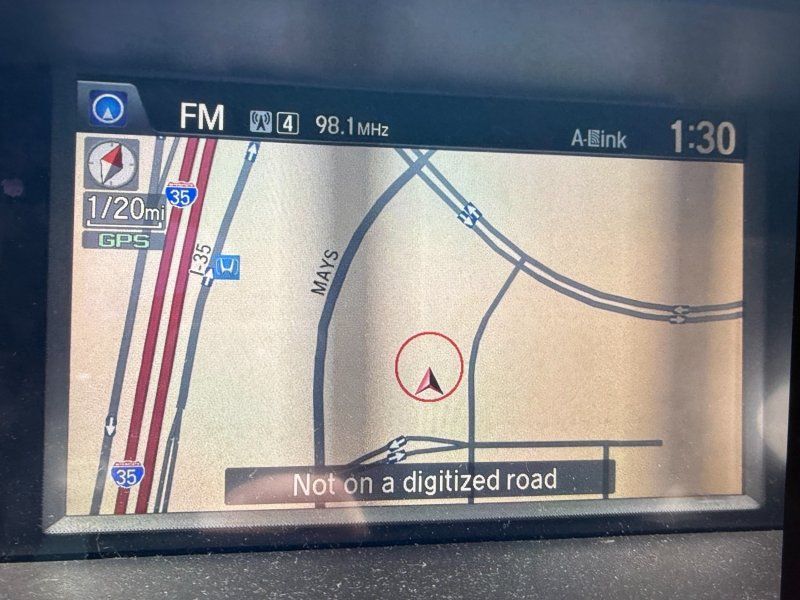 FM 4 98.1MHz A-Link 1:30
35
1/20mi
GPS
I-35
MAYS
35
Not on a digitized road